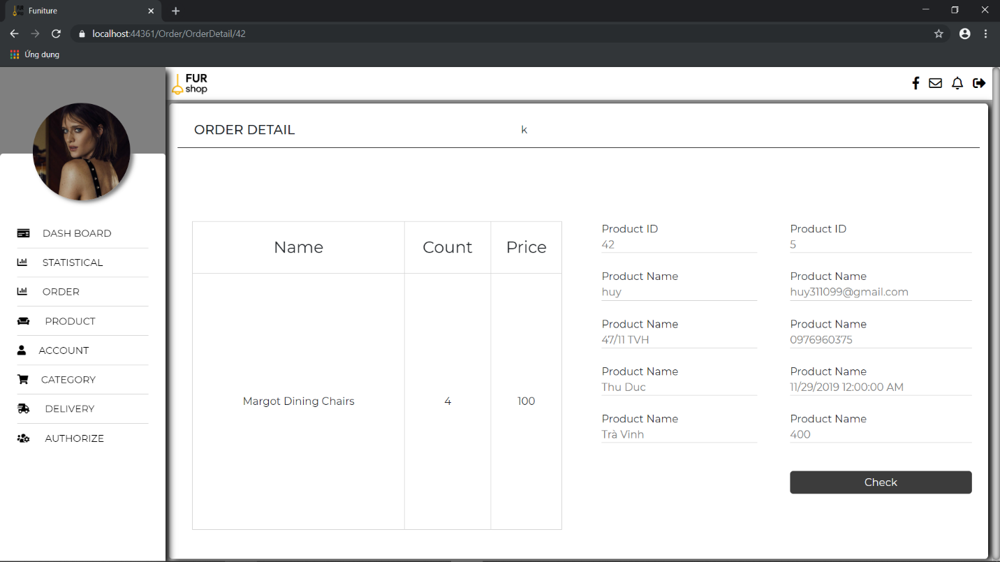 Funiture
localhost:44361/Order/OrderDetail/42
Ứng dụng
FUR
shop
ORDER DETAIL
k
DASH BOARD
STATISTICAL
ORDER
PRODUCT
ACCOUNT
CATEGORY
DELIVERY
AUTHORIZE
Name Count Price
Margot Dining Chairs 4 100
Product ID
42
Product Name
huy
Product Name
47/11 TVH
Product Name
Thu Duc
Product Name
Trà Vinh
Product ID
5
Product Name
huy311099@gmail.com
Product Name
0976960375
Product Name
11/29/2019 12:00:00 AM
Product Name
400
Check